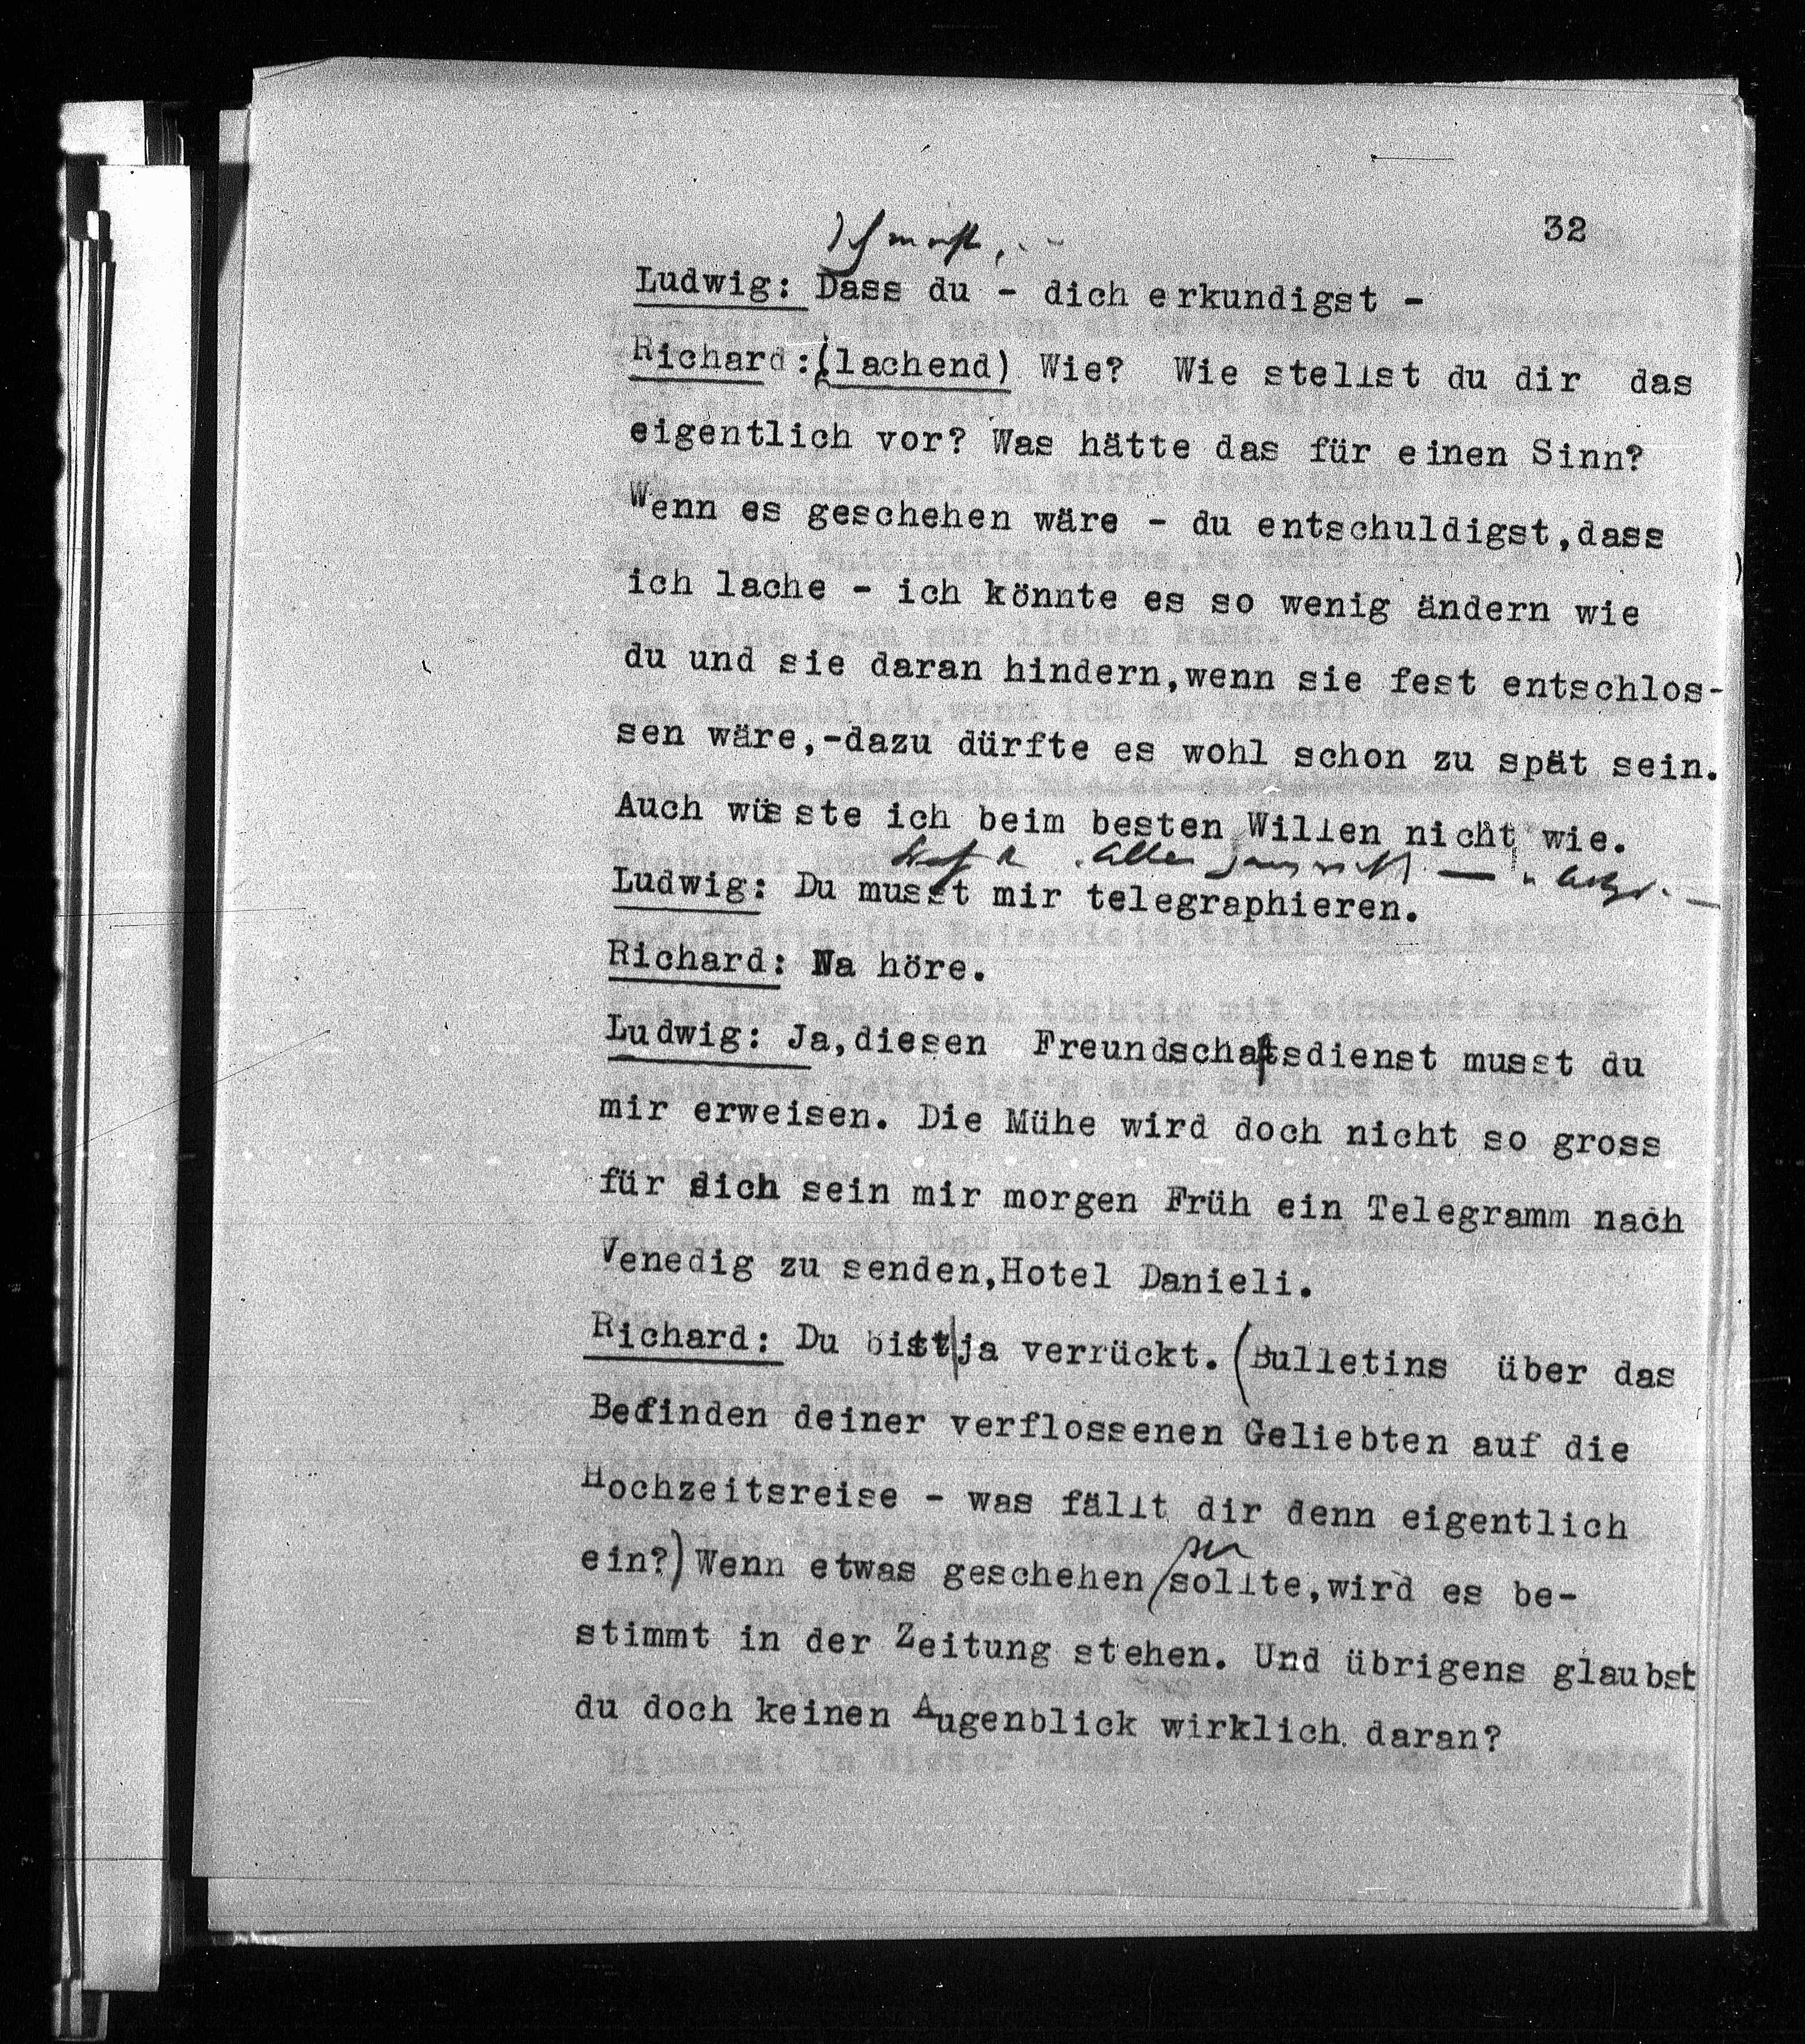 32
Ludwig: Dass du - dich erkundigst -
Richard:(lachend) Wie? Wie stellst du dir das
eigentlich vor? Was hätte das für einen Sinn?
Wenn es geschehen wäre - du entschuldigst,dass
ich lache - ich könnte es so wenig ändern wie
du und sie daran hindern,wenn sie fest entschlos-
sen wäre,-dazu dürfte es wohl schon zu spät sein.
Auch wüsste ich beim besten Willen nicht wie.
Ludwig: Du musst mir telegraphieren.
Richard: Na höre.
Ludwig: Ja,diesen Freundschaftsdienst musst du
mir erweisen. Die Mühe wird doch nicht so gross
für dich sein mir morgen Früh ein Telegramm nach
Venedig zu senden,Hotel Danieli.
Richard: Du bist ja verrückt. (Bulletins über das
Befinden deiner verflossenen Geliebten auf die
Hochzeitsreise - was fällt dir denn eigentlich
ein?) Wenn etwas geschehen sollte,wird es be-
stimmt in der Zeitung stehen. Und übrigens glaubst
du doch keinen Augenblick wirklich daran?